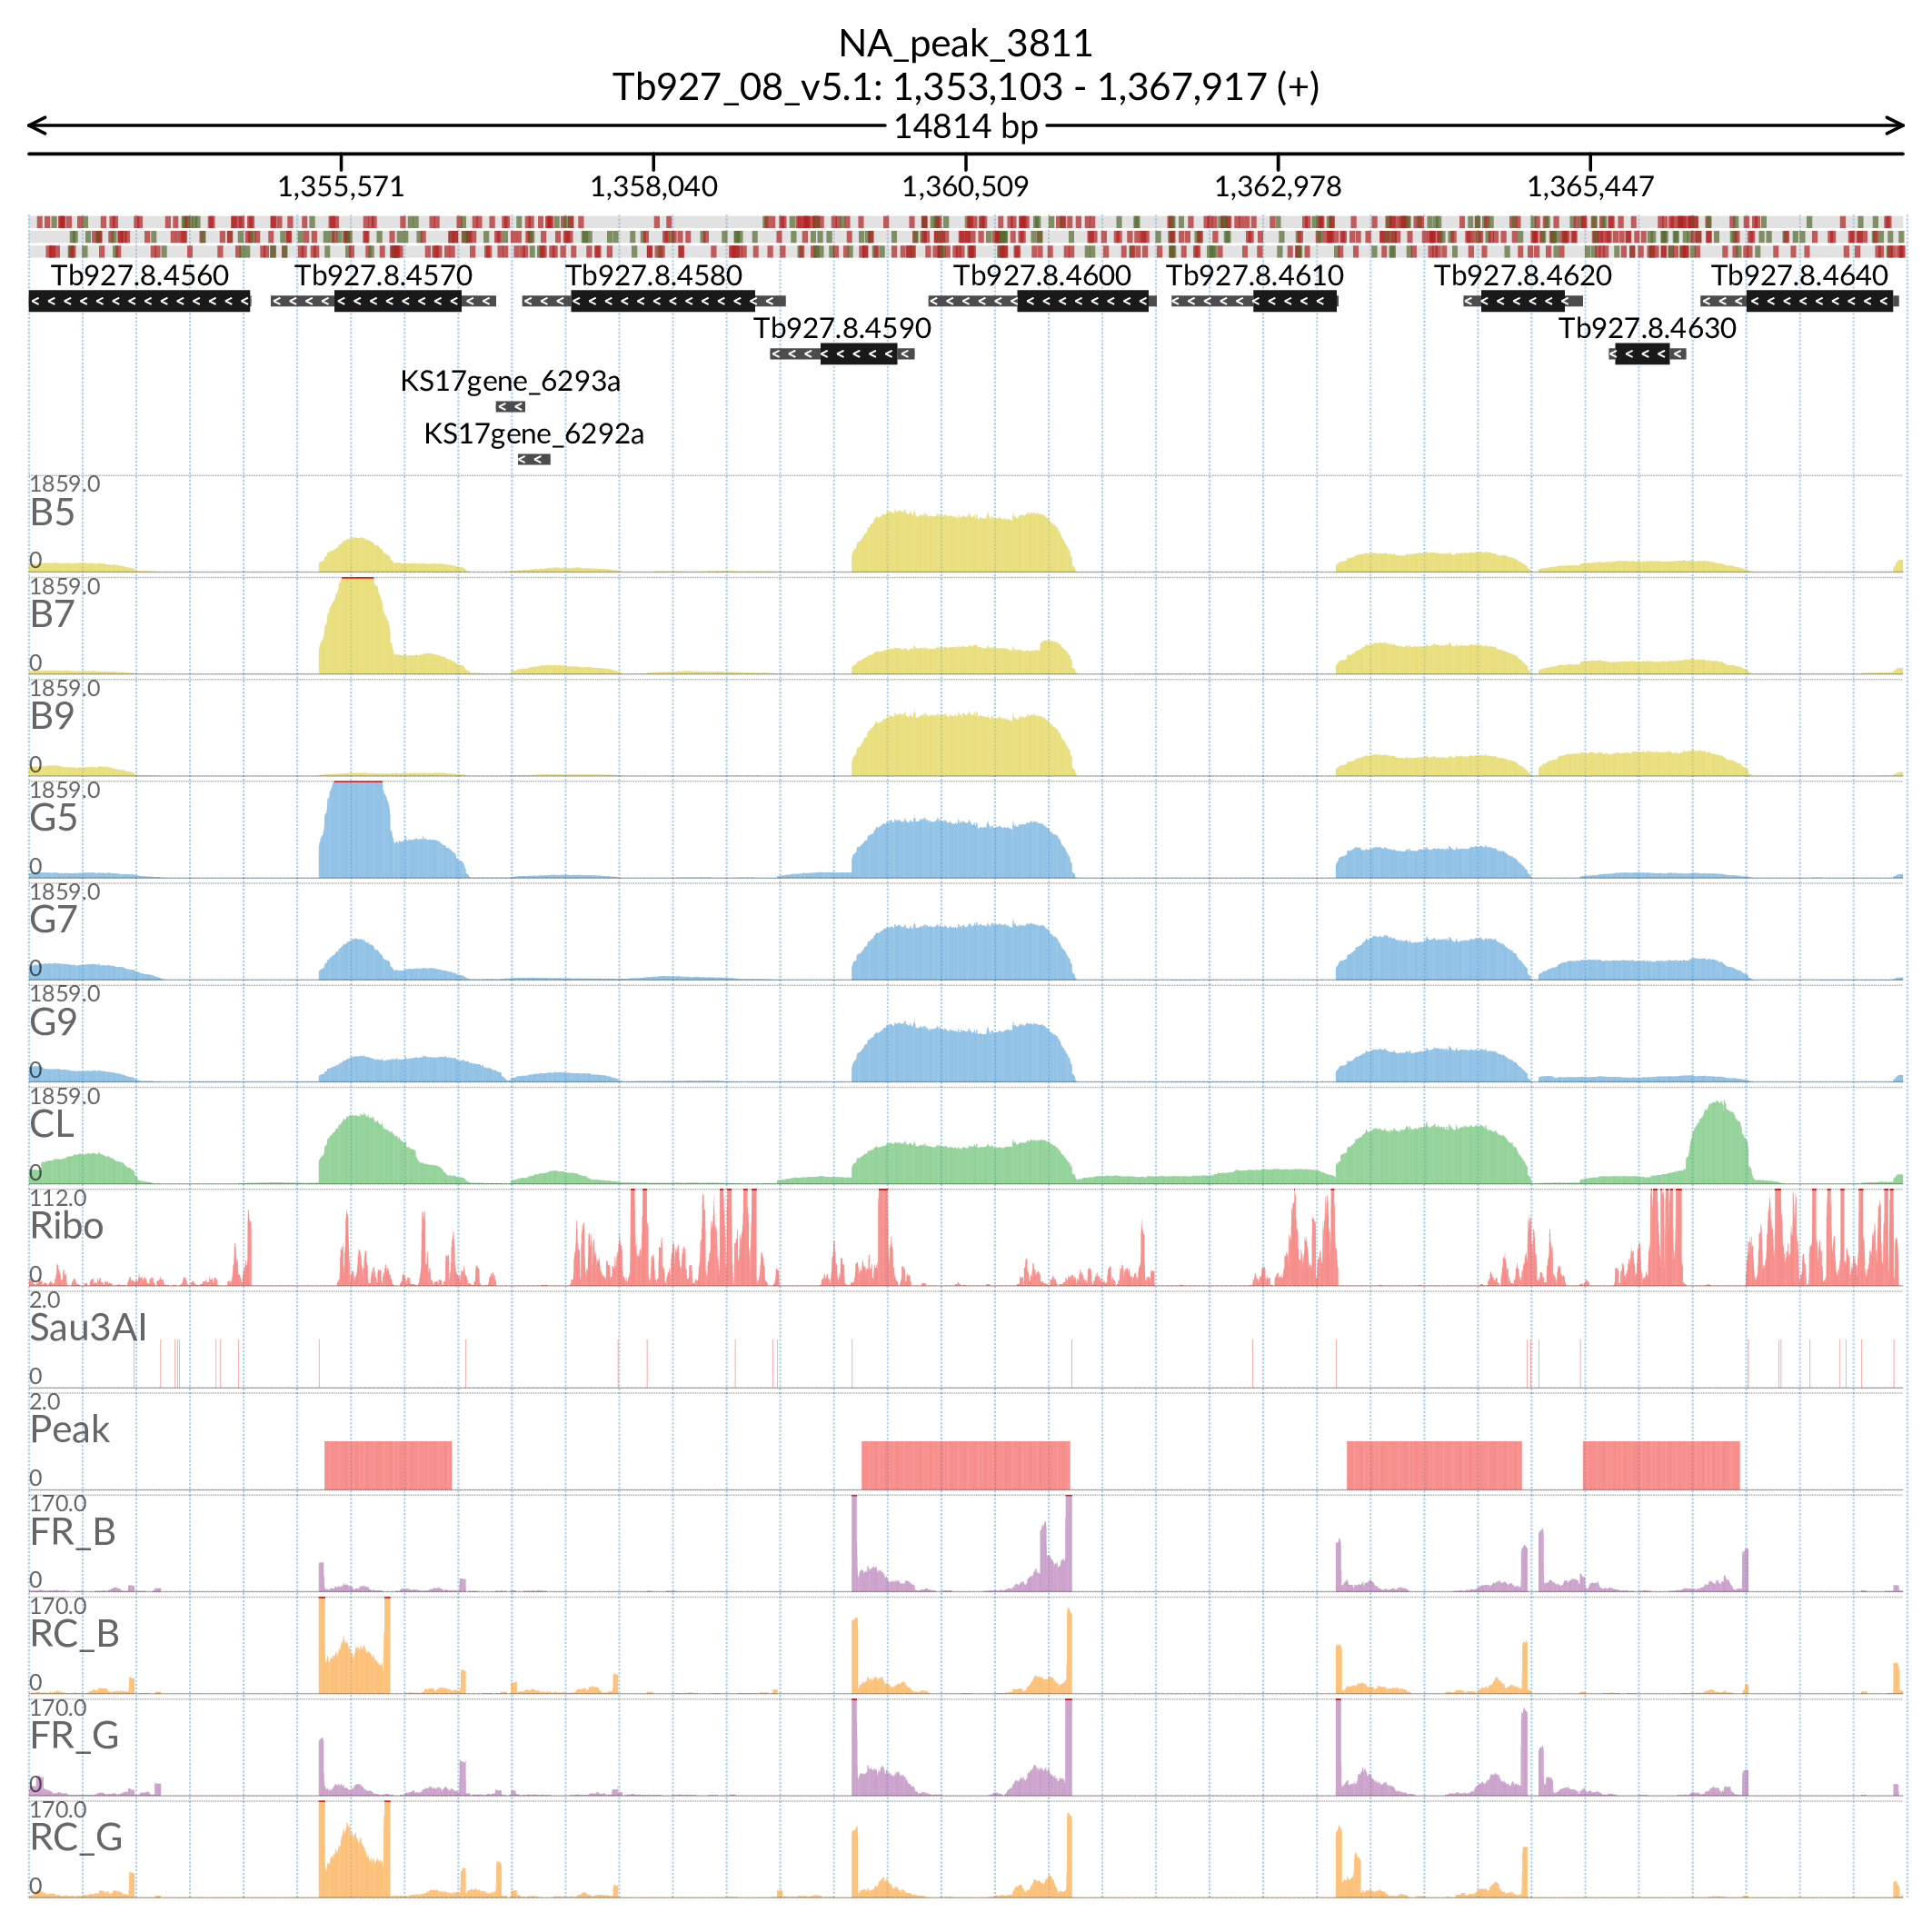 NA_peak_3811
Tb927_08_v5.1: 1,353,103 - 1,367,917 (+)
14814 bp
1,355,571 1,358,040 1,360,509 1,362,978 1,365,447
Tb927.8.4560 Tb927.8.4570 Tb927.8.4580 Tb927.8.4600 Tb927.8.4610 Tb927.8.4620 Tb927.8.4640
Tb927.8.4590 Tb927.8.4630
KS17gene_6293a
KS17gene_6292a
1859.0
B5
0
1859.0
B7
0
1859.0
B9
0
1859.0
G5
0
1859.0
G7
0
1859.0
G9
0
1859.0
CL
0
112.0
Ribo
0
2.0
Sau3AI
0
2.0
Peak
0
170.0
FR_B
0
170.0
RC_B
0
170.0
FR_G
0
170.0
RC_G
0